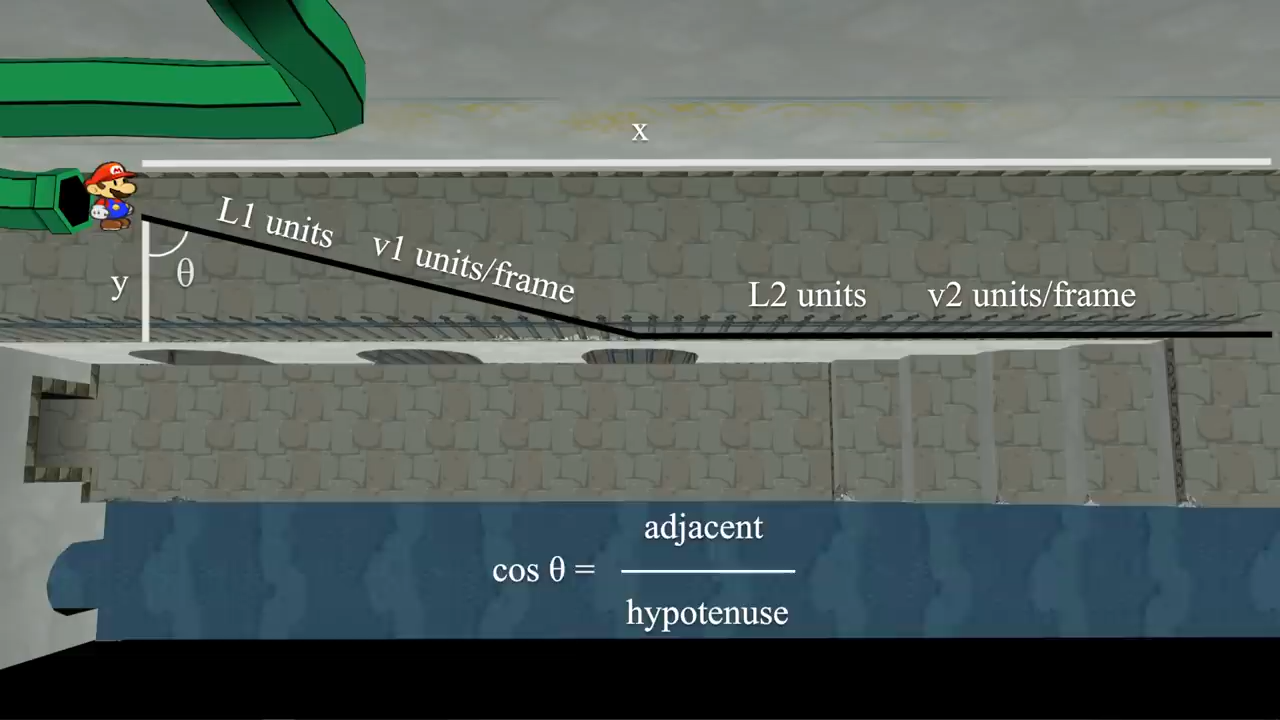 x
L1 units v1 units/frame
y θ
L2 units v2 units/frame
cos θ = adjacent
hypotenuse
M